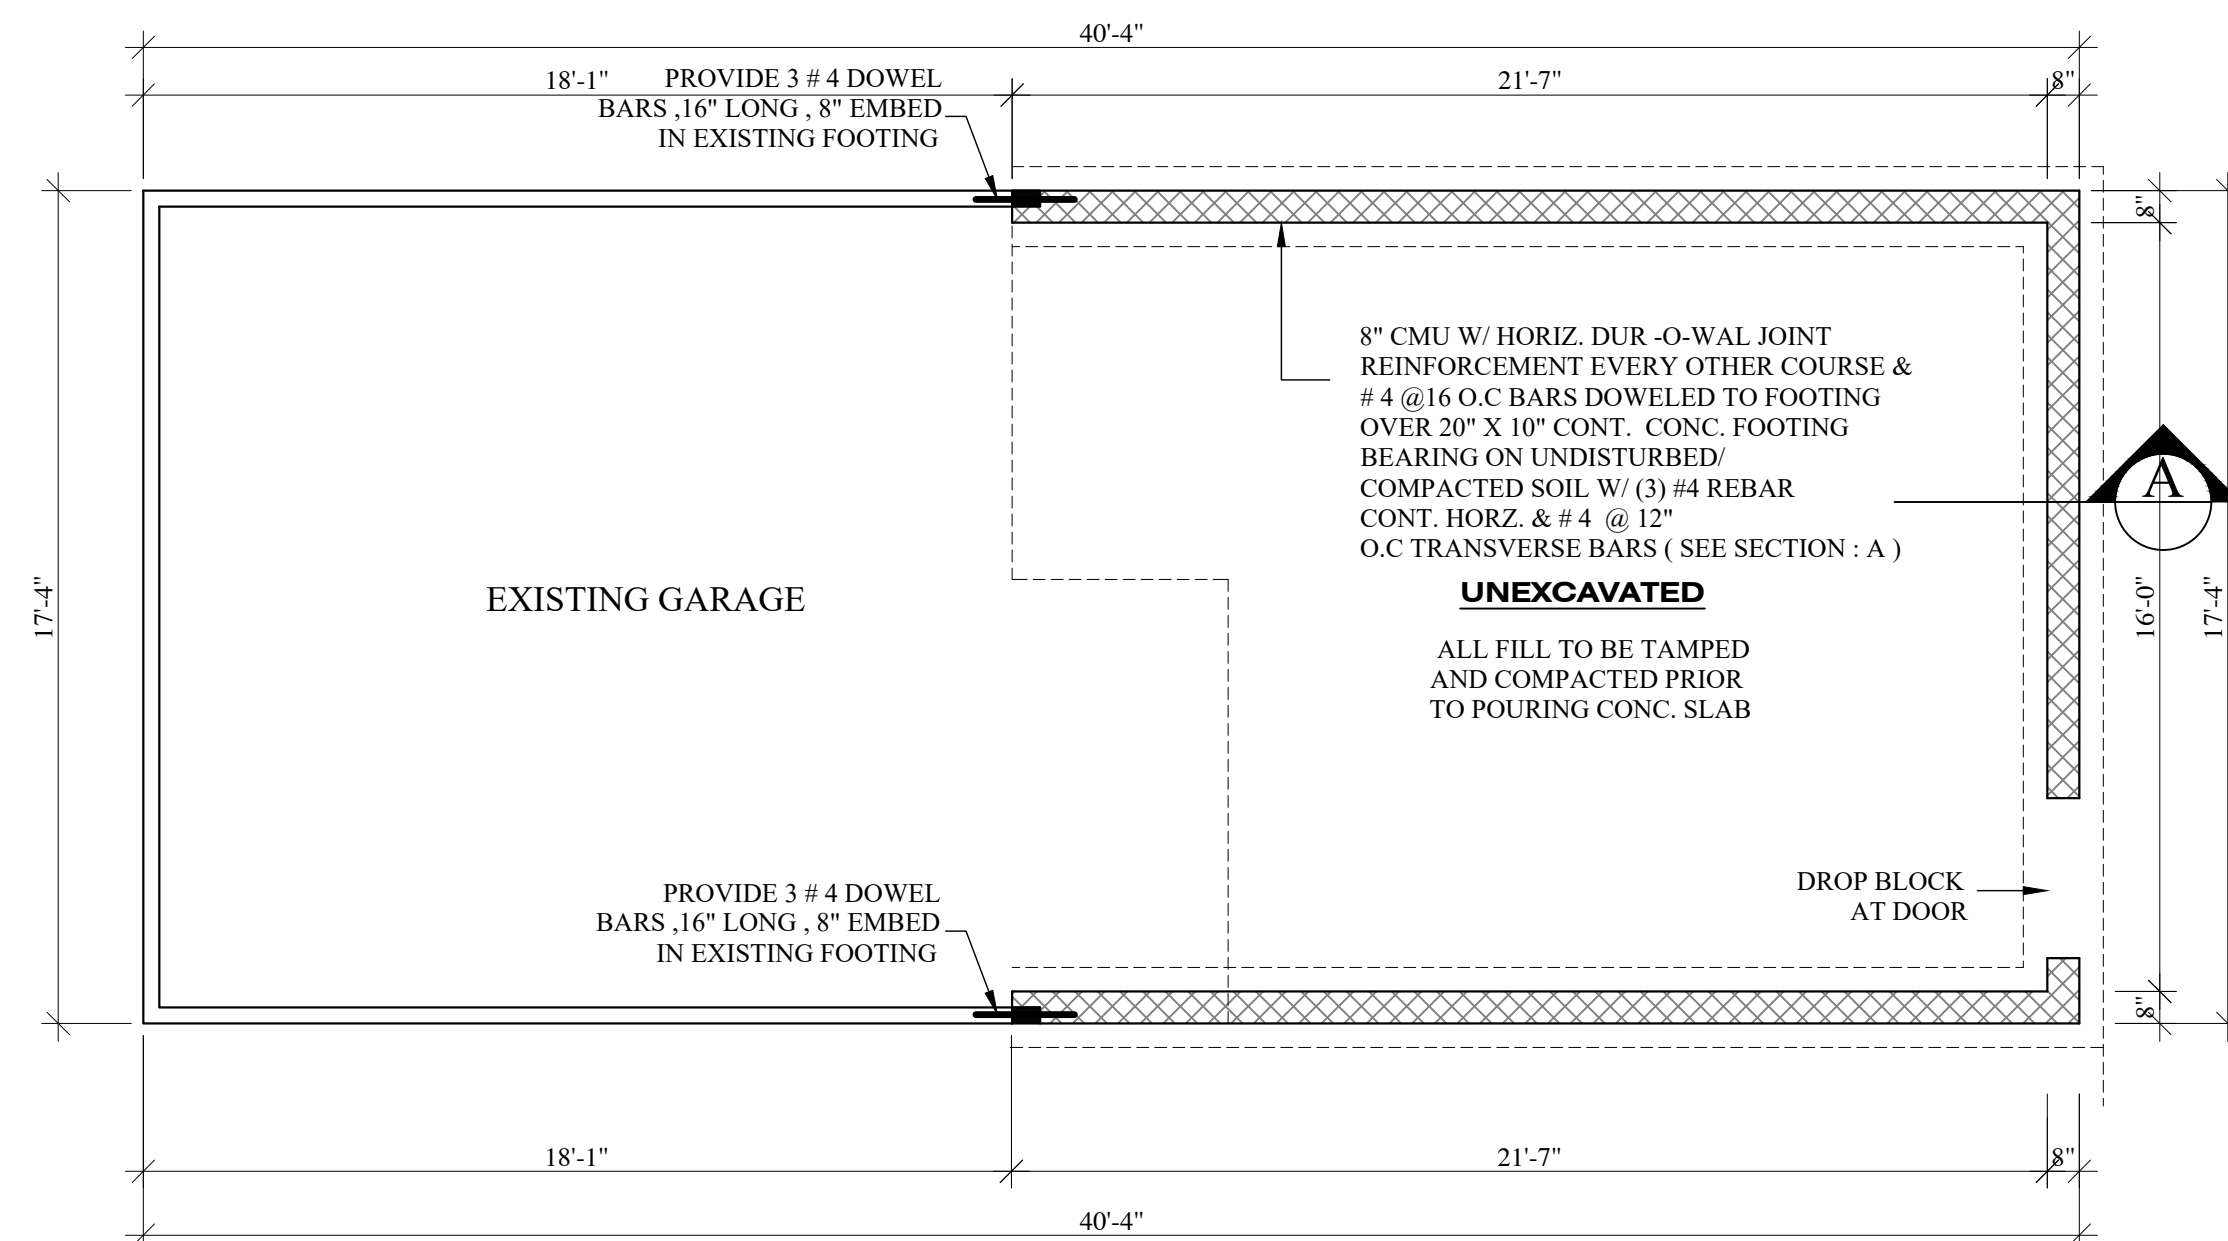 40'-4"
18'-1"
21'-7"
8"
PROVIDE 3 # 4 DOWEL
BARS ,16" LONG , 8" EMBED
IN EXISTING FOOTING
8"
8" CMU W/ HORIZ. DUR -O-WAL JOINT
REINFORCEMENT EVERY OTHER COURSE &
# 4 @16 O.C BARS DOWELED TO FOOTING
OVER 20" X 10" CONT. CONC. FOOTING
BEARING ON UNDISTURBED/
COMPACTED SOIL W/ (3) #4 REBAR
CONT. HORZ. & # 4 @ 12"
O.C TRANSVERSE BARS ( SEE SECTION : A )
A
17'-4"
EXISTING GARAGE
UNEXCAVATED
16'-0"
17'-4"
ALL FILL TO BE TAMPED
AND COMPACTED PRIOR
TO POURING CONC. SLAB
PROVIDE 3 # 4 DOWEL
BARS ,16" LONG , 8" EMBED
IN EXISTING FOOTING
DROP BLOCK
AT DOOR
8"
18'-1"
21'-7"
8"
40'-4"